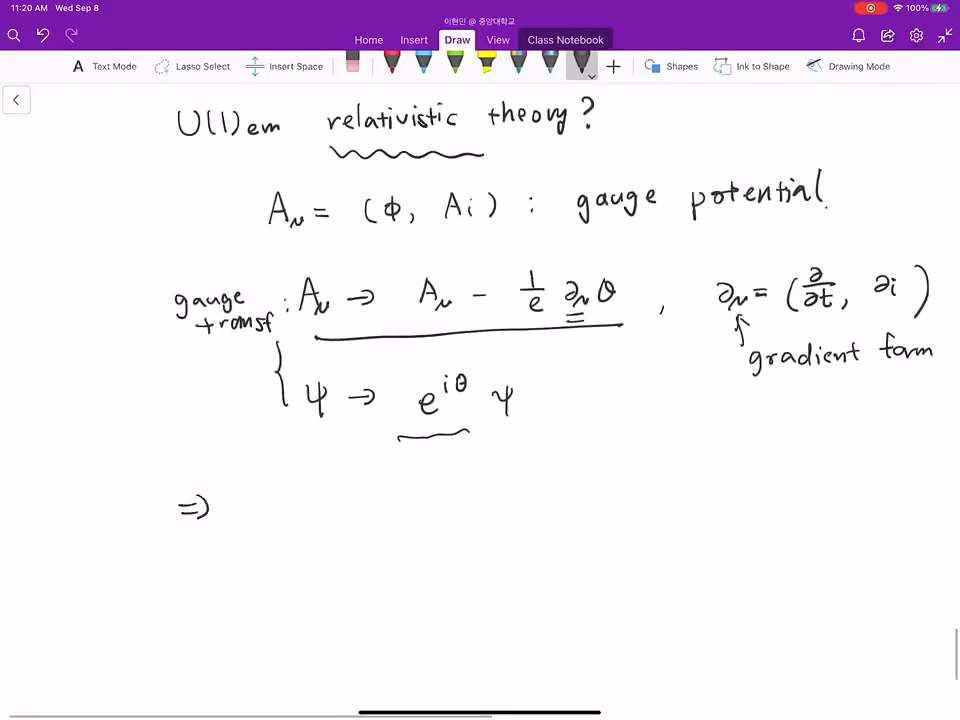 11:20 AM Wed Sep 8
100%
이현민 @ 중앙대학교
Home Insert Draw View Class Notebook
A Text Mode Lasso Select Insert Space Shapes Ink to Shape Drawing Mode
U(1)em relativistic theory?
Aμ = (Φ, Ai) : gauge potential.
gauge transf : Aμ → Aμ - 1/e ∂μθ , ∂μ = (∂/∂t, ∂i)
gradient form
ψ → e^{iθ} ψ
⇒